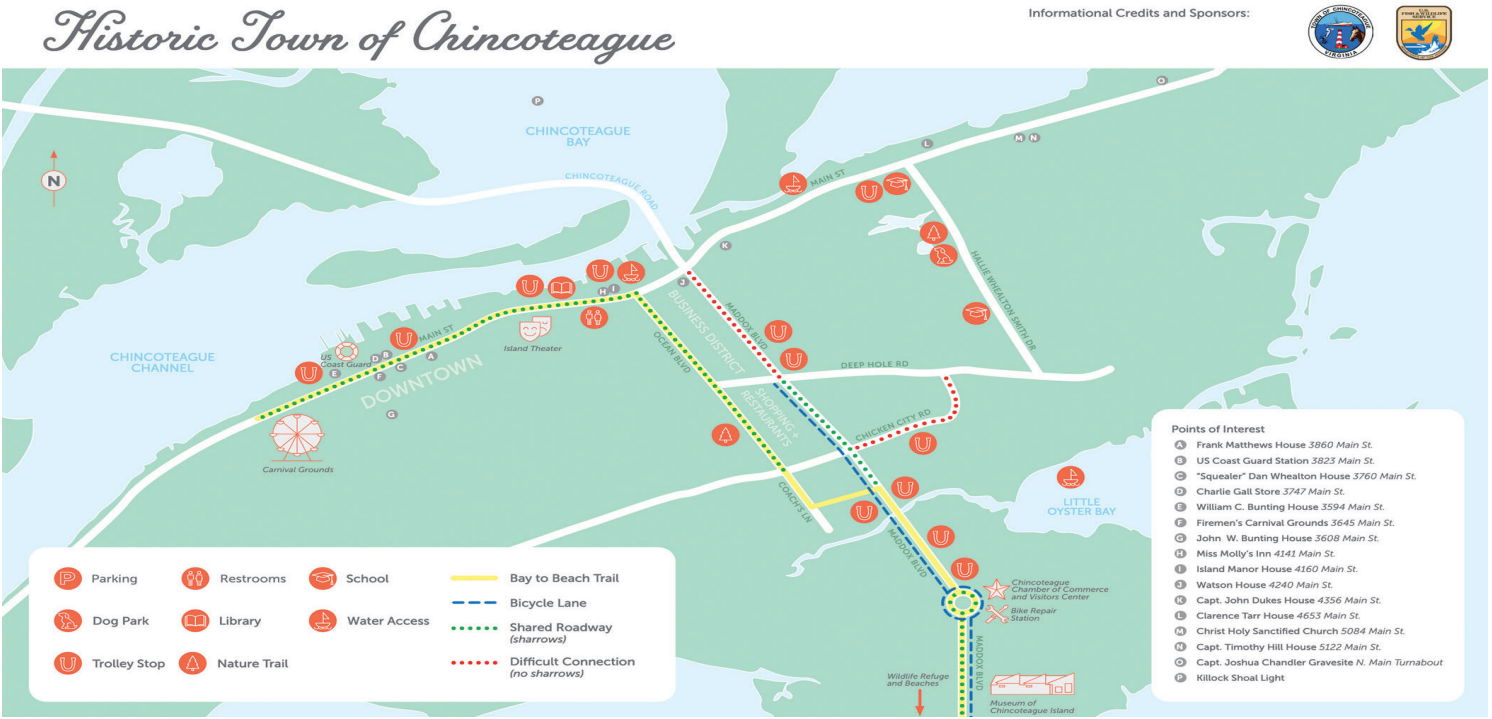 Historic Town of Chincoteague
Informational Credits and Sponsors:
TOWN OF CHINCOTEAGUE
VIRGINIA
U.S.
FISH & WILDLIFE
SERVICE
N
P
CHINCOTEAGUE
BAY
CHINCOTEAGUE ROAD
O
M N
L
MAIN ST
K
HALLIE WHEALTON SMITH DR
J
H I
BUSINESS DISTRICT
MADDOX BLVD
OCEAN BLVD
Island Theater
MAIN ST
US
Coast Guard
D B
A
C
E
F
G
CHINCOTEAGUE
CHANNEL
DOWNTOWN
DEEP HOLE RD
SHOPPING +
RESTAURANTS
CHICKEN CITY RD
Carnival Grounds
COACH'S LN
MADDOX BLVD
LITTLE
OYSTER BAY
Chincoteague
Chamber of Commerce
and Visitors Center
Bike Repair
Station
MADDOX BLVD
Wildlife Refuge
and Beaches
Museum of
Chincoteague Island
P Parking
Restrooms
School
Dog Park
Library
Water Access
Trolley Stop
Nature Trail
Bay to Beach Trail
Bicycle Lane
Shared Roadway
(sharrows)
Difficult Connection
(no sharrows)
Points of Interest
A Frank Matthews House 3860 Main St.
B US Coast Guard Station 3823 Main St.
C "Squealer" Dan Whealton House 3760 Main St.
D Charlie Gall Store 3747 Main St.
E William C. Bunting House 3594 Main St.
F Firemen's Carnival Grounds 3645 Main St.
G John W. Bunting House 3608 Main St.
H Miss Molly's Inn 4141 Main St.
I Island Manor House 4160 Main St.
J Watson House 4240 Main St.
K Capt. John Dukes House 4356 Main St.
L Clarence Tarr House 4653 Main St.
M Christ Holy Sanctified Church 5084 Main St.
N Capt. Timothy Hill House 5122 Main St.
O Capt. Joshua Chandler Gravesite N. Main Turnabout
P Killock Shoal Light